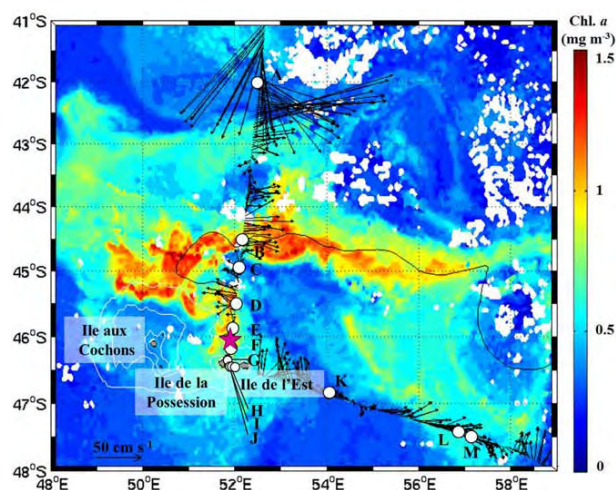 Chl. a
(mg m⁻³)
41°S
42°S
43°S
44°S
45°S
46°S
47°S
48°S
A
B
C
D
E
F
G
H
I
J
K
L
M
Ile aux
Cochons
Ile de la
Possession
Ile de l'Est
50 cm s⁻¹
48°E 50°E 52°E 54°E 56°E 58°E
1.5
1
0.5
0